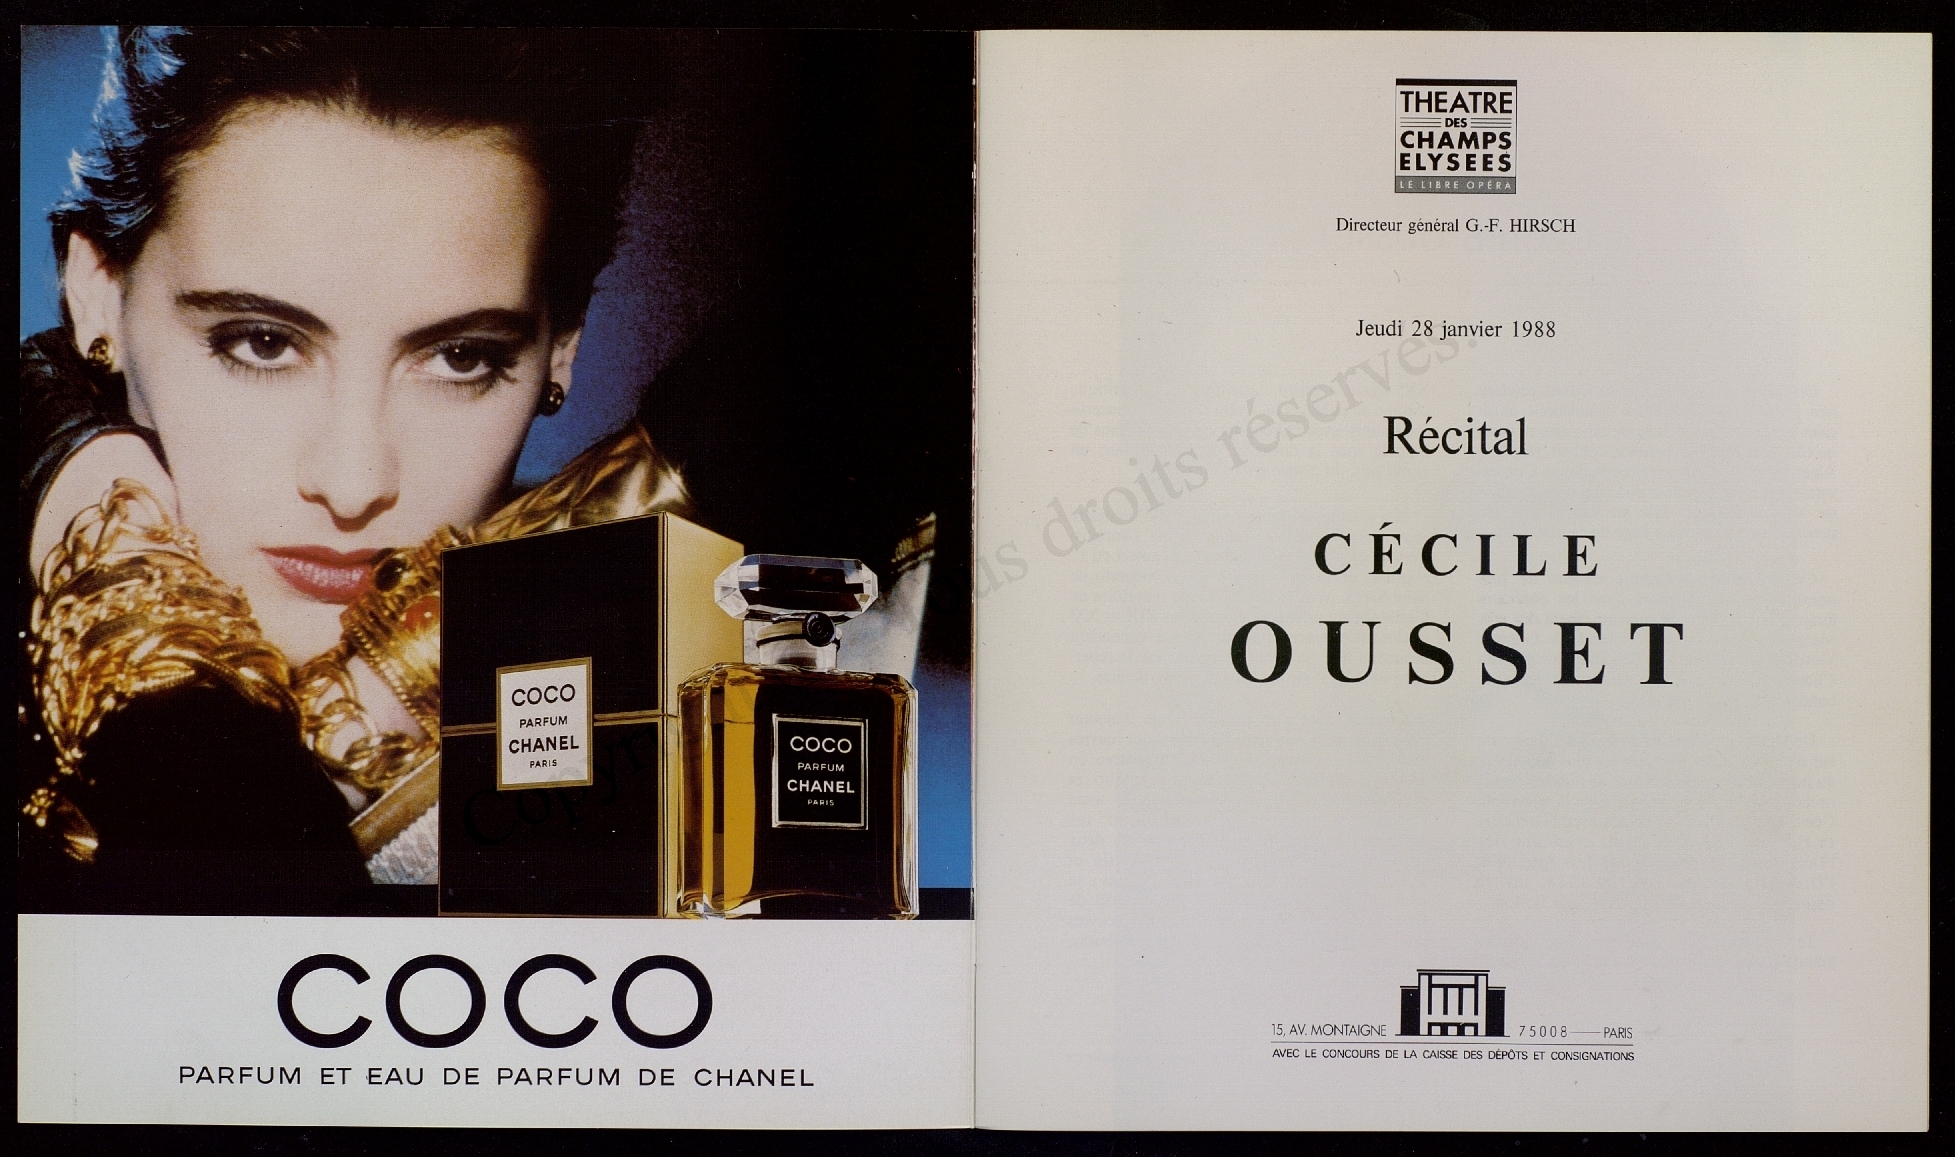 COCO
PARFUM
CHANEL
PARIS
COCO
PARFUM
CHANEL
PARIS
COCO
PARFUM ET EAU DE PARFUM DE CHANEL
THEATRE
DES
CHAMPS
ELYSEES
LE LIBRE OPÉRA
Directeur général G.-F. HIRSCH
Jeudi 28 janvier 1988
Récital
CÉCILE
OUSSET
15, AV. MONTAIGNE 75008 — PARIS
AVEC LE CONCOURS DE LA CAISSE DES DÉPÔTS ET CONSIGNATIONS
droits réservés.